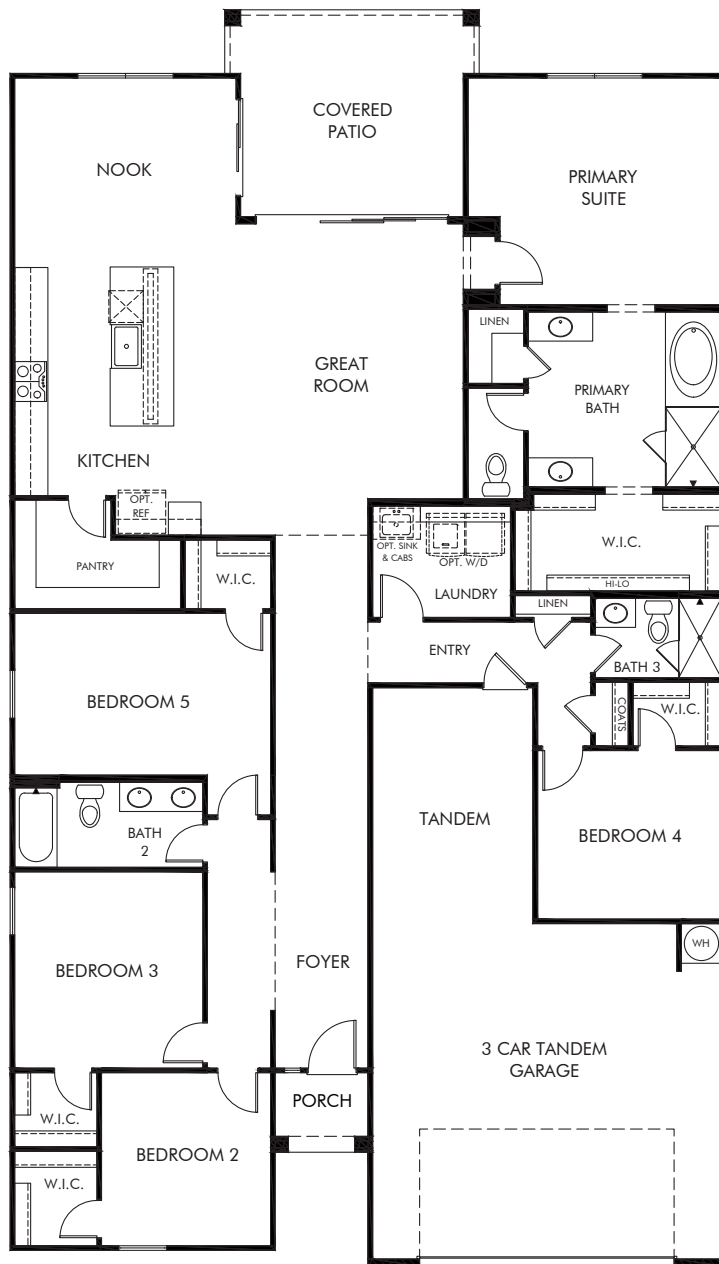 COVERED
PATIO
NOOK
PRIMARY
SUITE
LINEN
GREAT
ROOM
PRIMARY
BATH
KITCHEN
OPT.
REF
OPT. SINK
& CABS
OPT. W/D
W.I.C.
PANTRY
W.I.C.
HI-LO
LAUNDRY
LINEN
ENTRY
BATH 3
BEDROOM 5
COATS
W.I.C.
TANDEM
BATH
2
BEDROOM 4
WH
FOYER
BEDROOM 3
3 CAR TANDEM
GARAGE
PORCH
W.I.C.
BEDROOM 2
W.I.C.